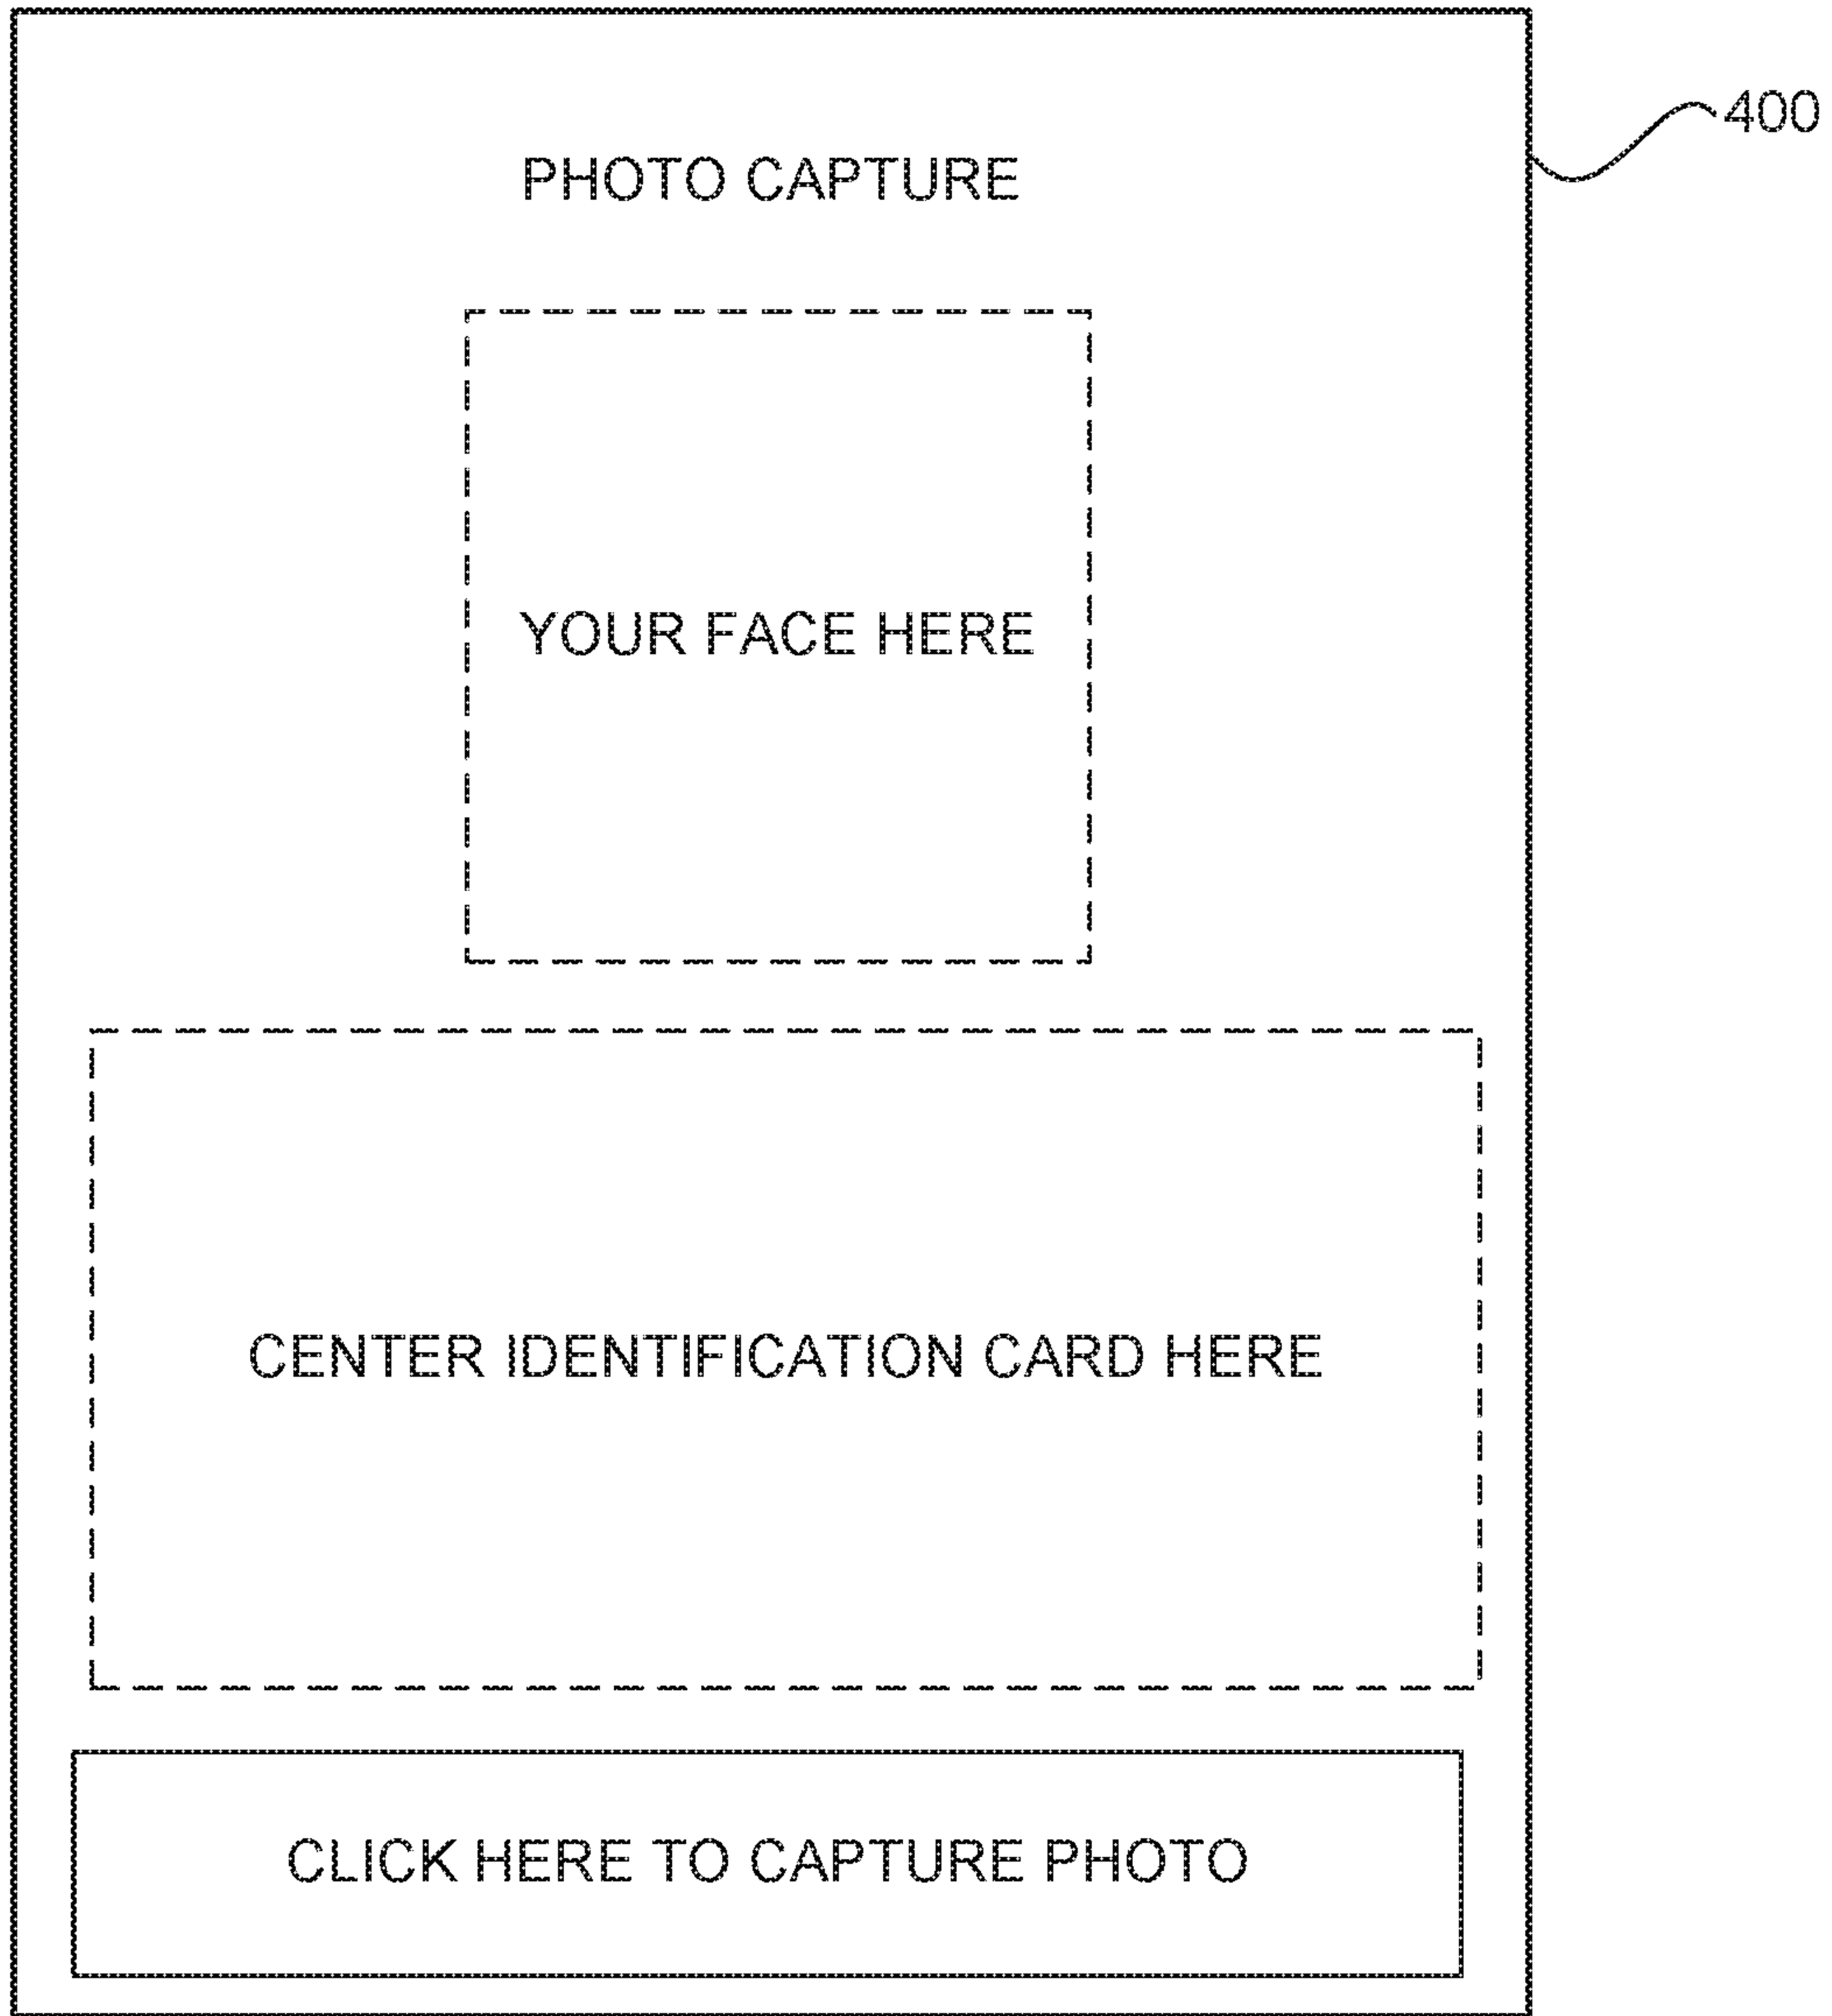 400
PHOTO CAPTURE
YOUR FACE HERE
CENTER IDENTIFICATION CARD HERE
CLICK HERE TO CAPTURE PHOTO